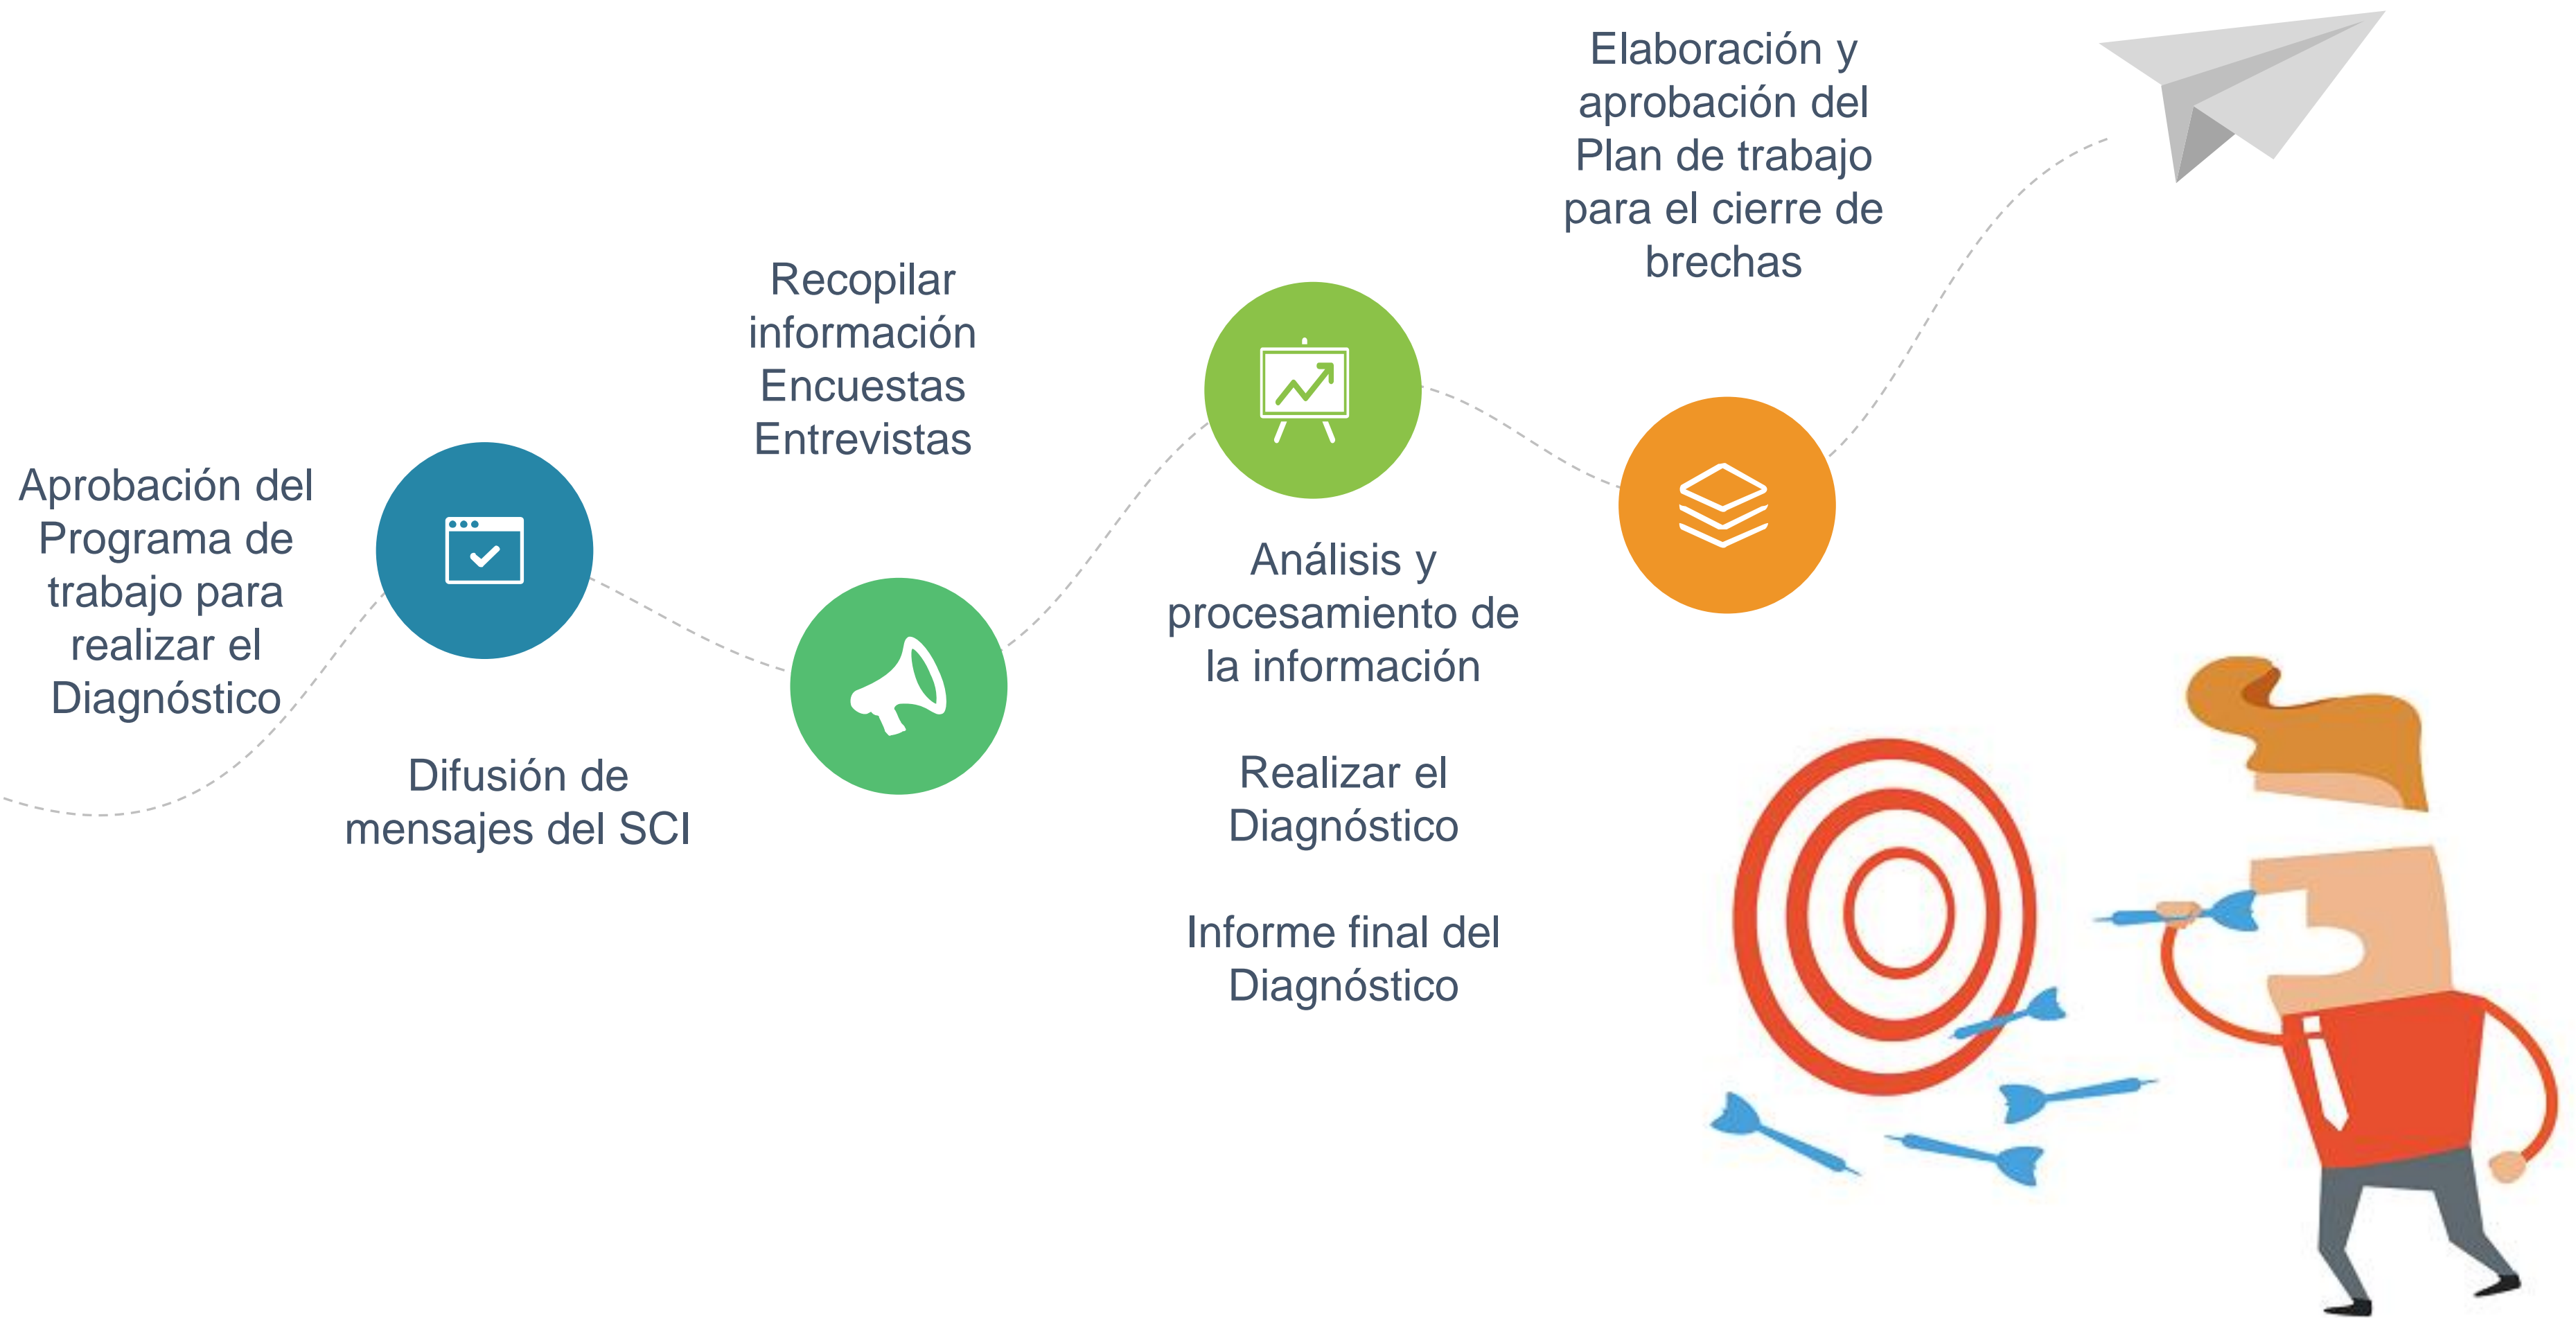 Aprobación del
Programa de
trabajo para
realizar el
Diagnóstico
Difusión de
mensajes del SCI
Recopilar
información
Encuestas
Entrevistas
Análisis y
procesamiento de
la información
Realizar el
Diagnóstico
Informe final del
Diagnóstico
Elaboración y
aprobación del
Plan de trabajo
para el cierre de
brechas